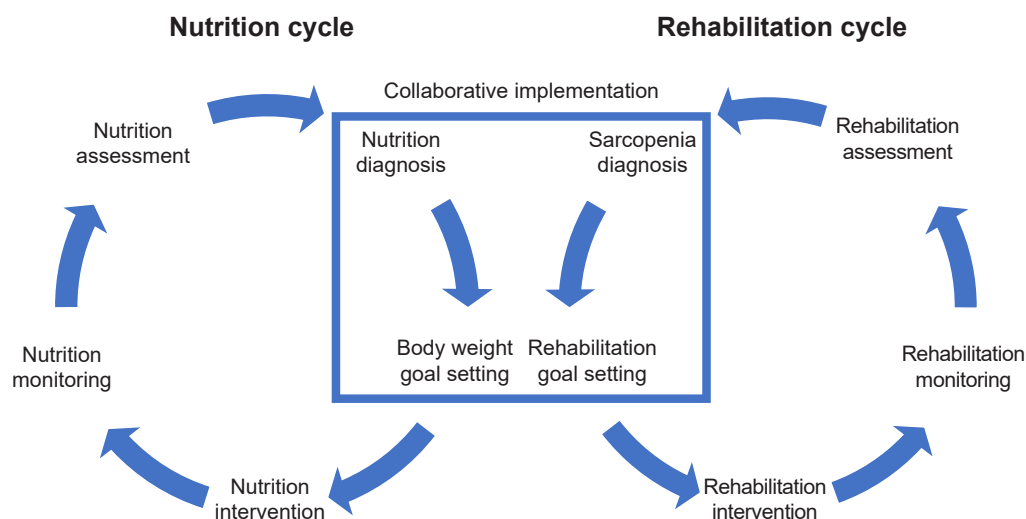 Nutrition cycle
Rehabilitation cycle
Collaborative implementation
Nutrition
assessment
Nutrition
diagnosis
Sarcopenia
diagnosis
Rehabilitation
assessment
Body weight
goal setting
Rehabilitation
goal setting
Nutrition
monitoring
Rehabilitation
monitoring
Nutrition
intervention
Rehabilitation
intervention